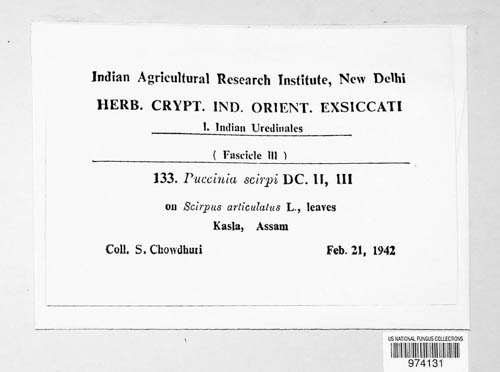 Indian Agricultural Research Institute, New Delhi
HERB. CRYPT. IND. ORIENT. EXSICCATI
I. Indian Uredinales
( Fascicle III )
133. Puccinia scirpi DC. II, III
on Scirpus articulatus L., leaves
Kasla, Assam
Coll. S. Chowdhuri Feb. 21, 1942
US NATIONAL FUNGUS COLLECTIONS
974131